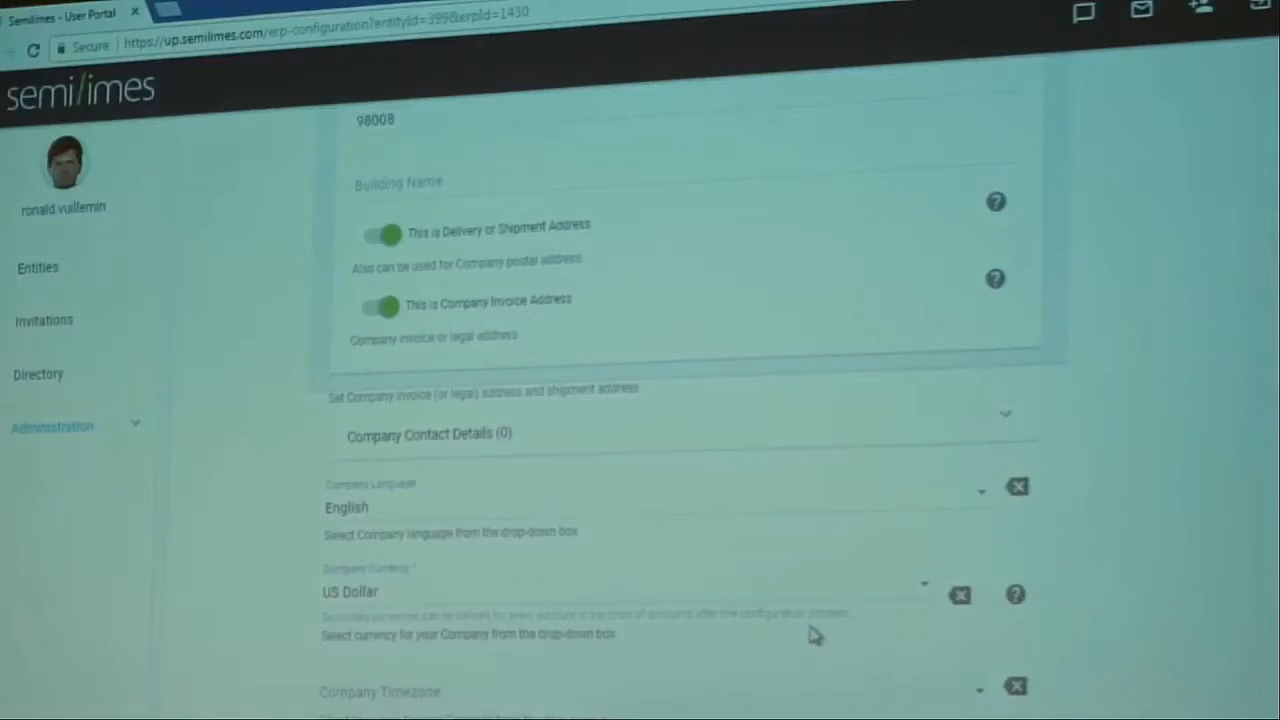 Semilimes - User Portal
Secure https://up.semilimes.com/erp-configuration?entityId=399&erpId=1430
semi/imes
98008
ronald.vuillemin
Building Name
This is Delivery or Shipment Address
Entities
Also can be used for Company postal address
This is Company Invoice Address
Invitations
Company invoice or legal address
Directory
Set Company invoice (or legal) address and shipment address
Administration
Company Contact Details (0)
Company Language
English
Select Company language from the drop-down box
Company Currency *
US Dollar
Select currency for your Company from the drop-down box
Company Timezone